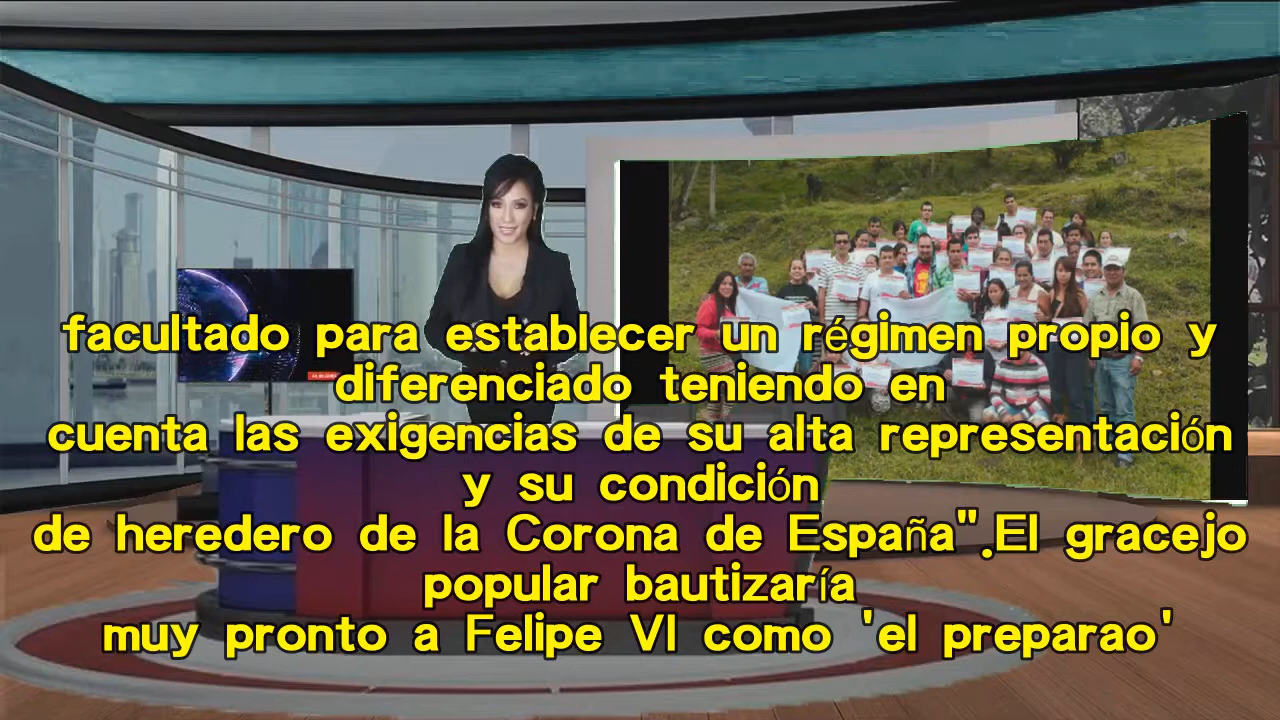 facultado para establecer un régimen propio y
diferenciado teniendo en
cuenta las exigencias de su alta representación
y su condición
de heredero de la Corona de España".El gracejo
popular bautizaría
muy pronto a Felipe VI como 'el preparao'